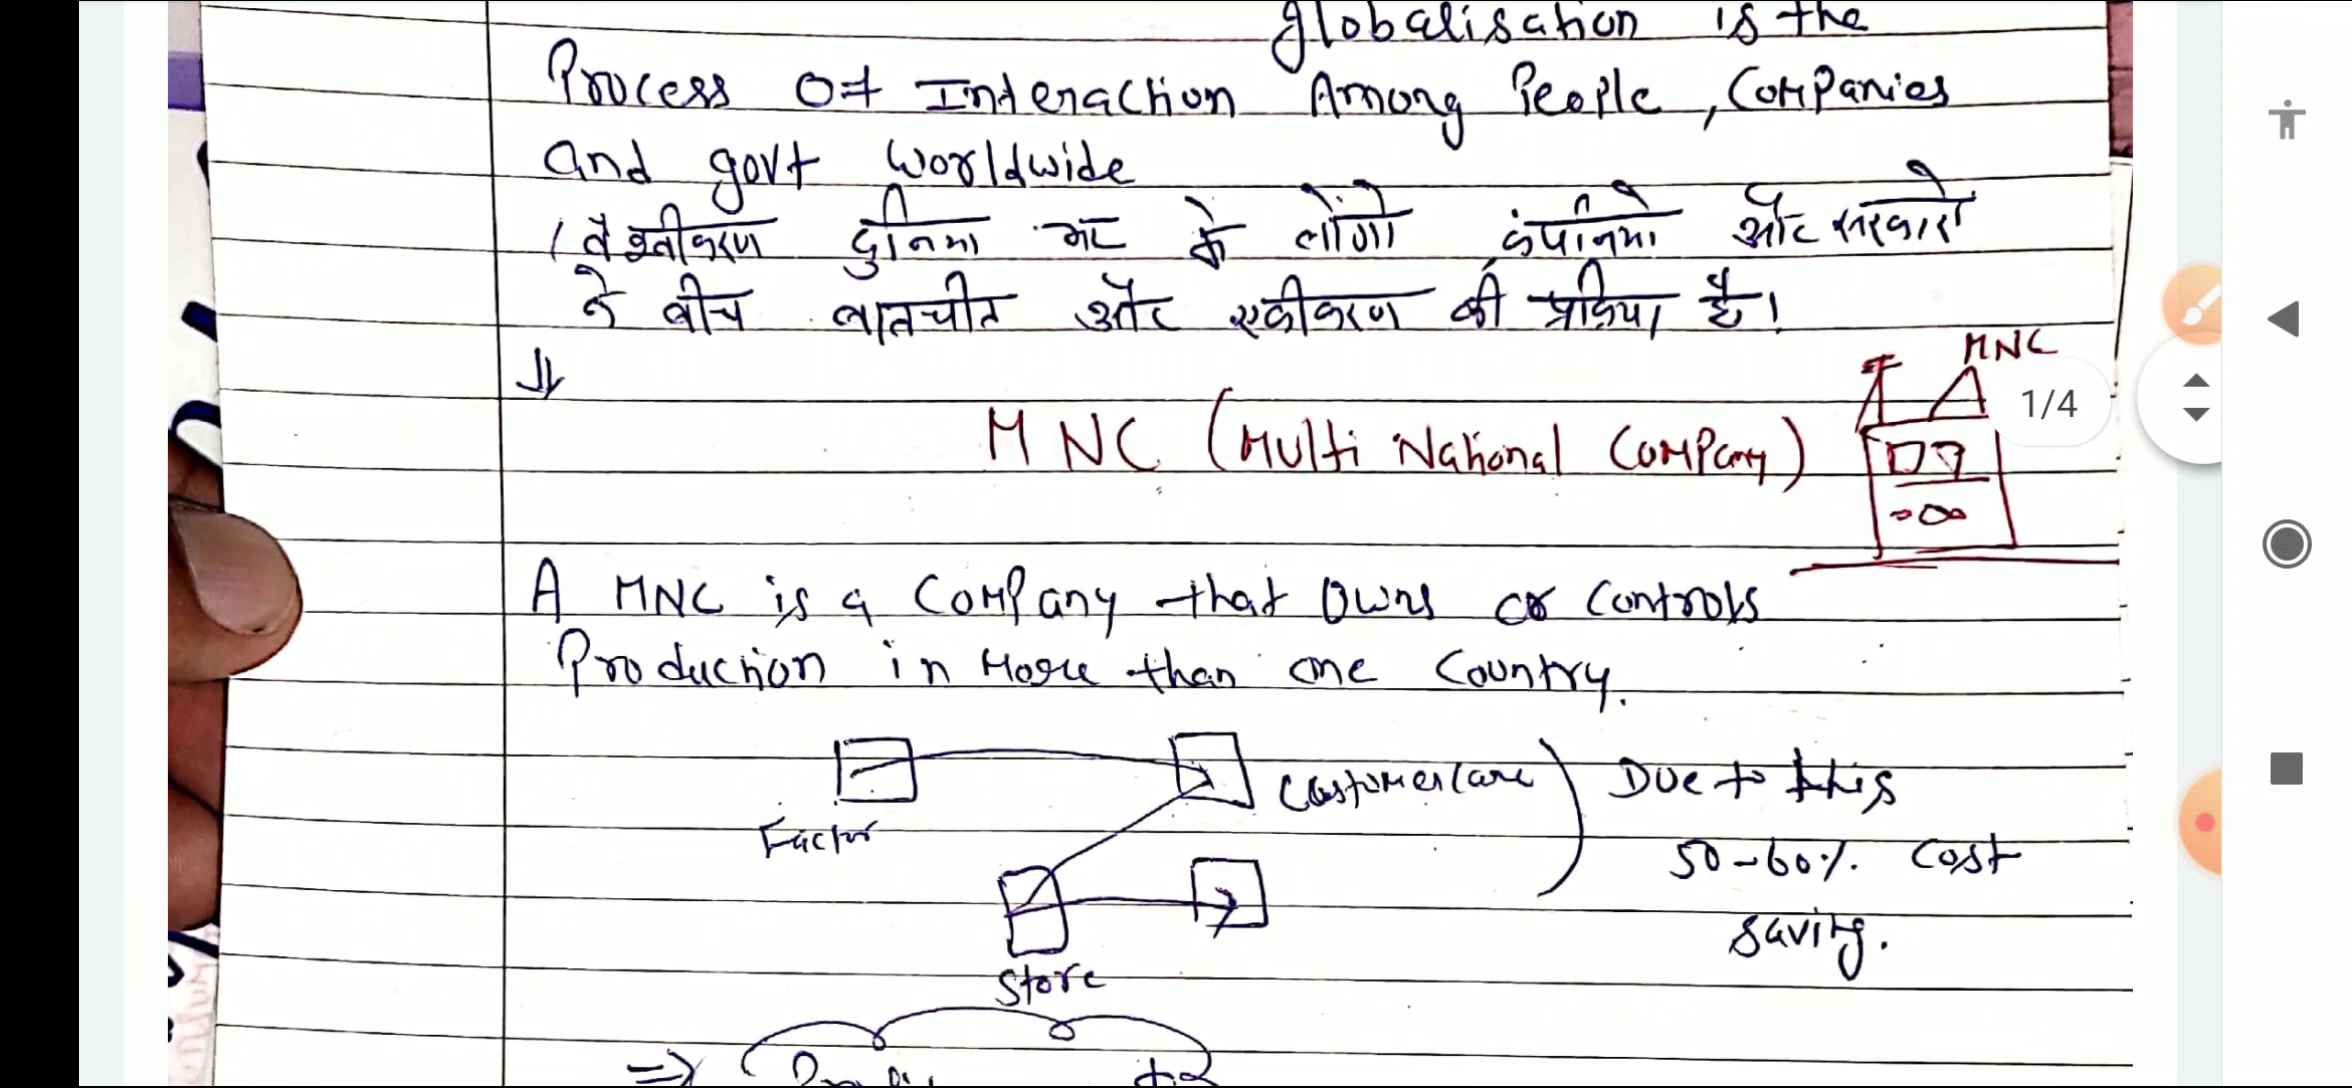 globalisation is the
Process of Interaction Among People, Companies
and govt worldwide
(वैश्वीकरण दुनिया भर के लोगो कंपनियो और सरकारो
के बीच बातचीत और एकीकरण की प्रक्रिया है।
MNC
1/4
MNC (Multi National Company)
A MNC is a Company that Owns or Controls
Production in More than one Country.
Customer Care
Due to this
Factor
50-60% Cost
saving.
Store